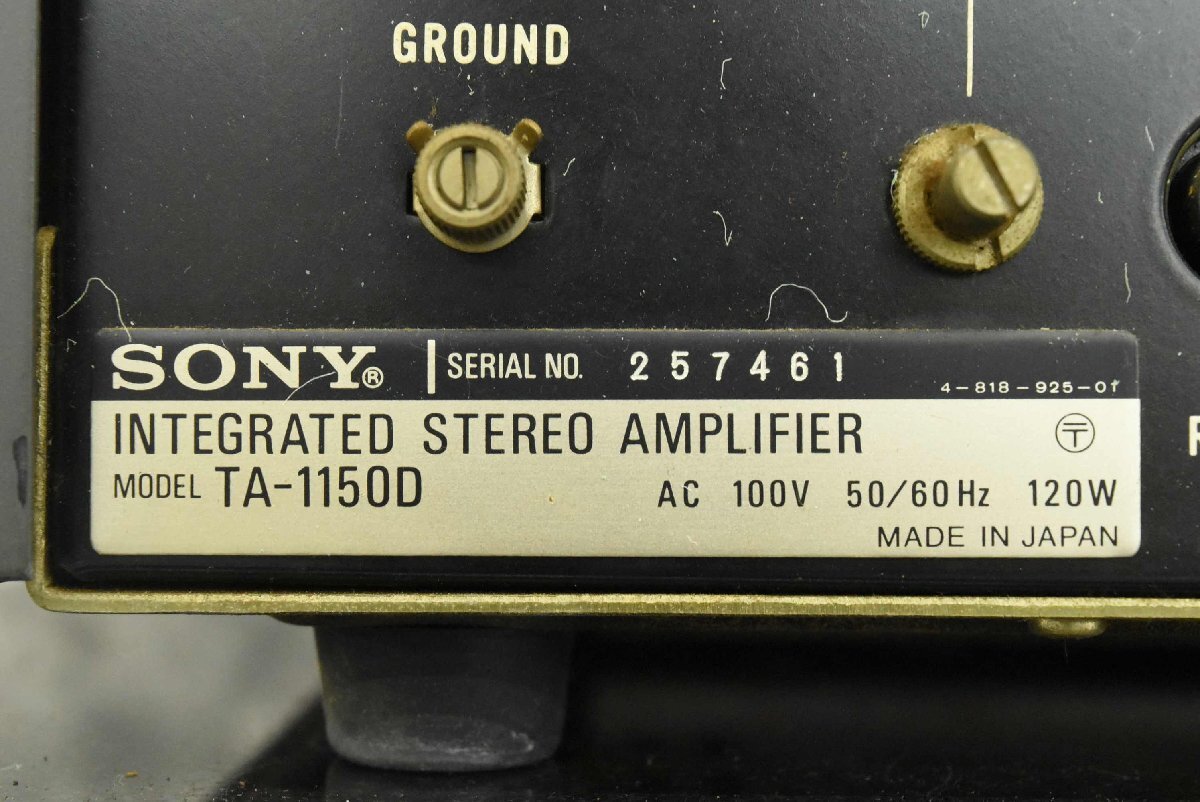 GROUND
SONY® SERIAL NO. 257461 4-818-925-01
INTEGRATED STEREO AMPLIFIER 〶
MODEL TA-1150D AC 100V 50/60Hz 120W
MADE IN JAPAN